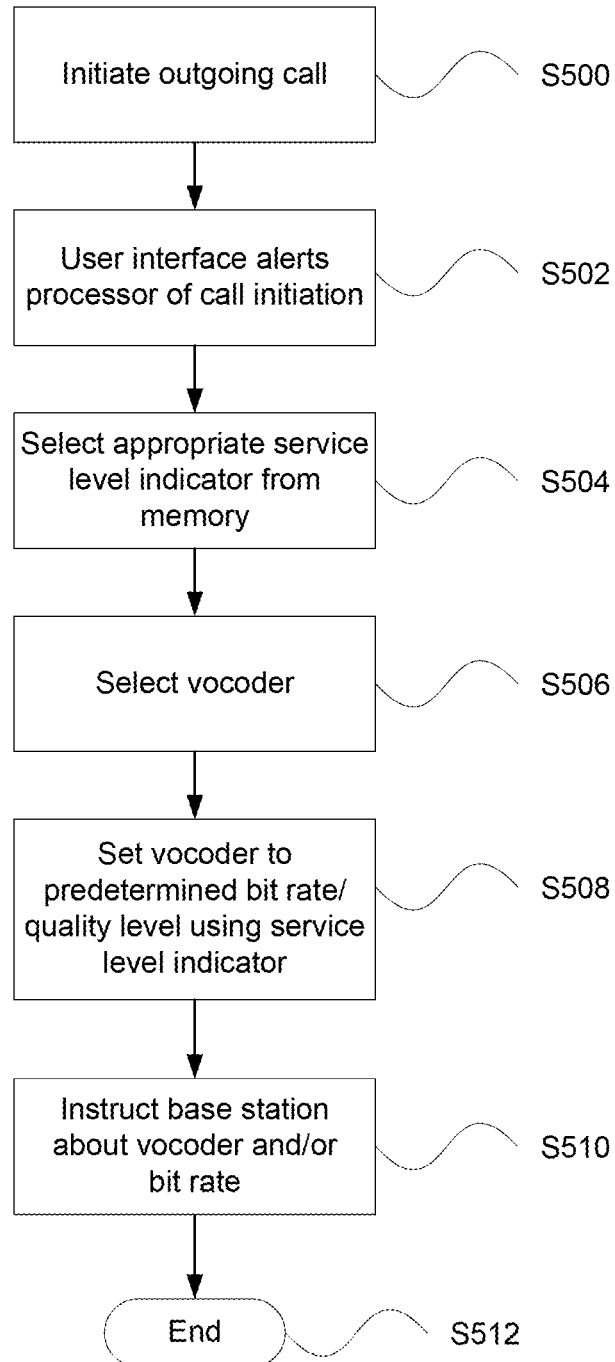 Initiate outgoing call
S500
User interface alerts
processor of call initiation
S502
Select appropriate service
level indicator from
memory
S504
Select vocoder
S506
Set vocoder to
predetermined bit rate/
quality level using service
level indicator
S508
Instruct base station
about vocoder and/or
bit rate
S510
End
S512